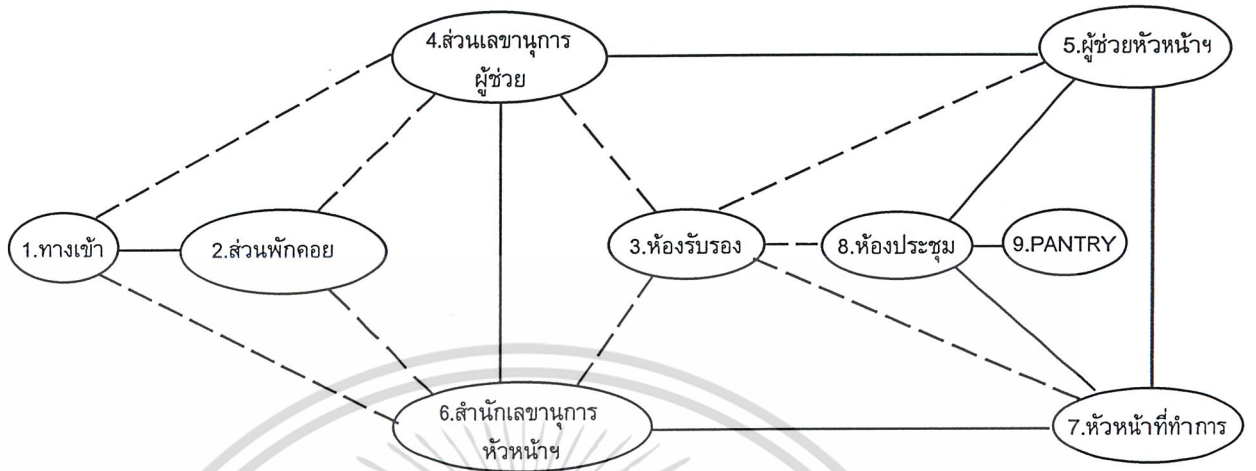 4.ส่วนเลขานุการ
ผู้ช่วย
5.ผู้ช่วยหัวหน้าฯ
1.ทางเข้า
2.ส่วนพักคอย
3.ห้องรับรอง
8.ห้องประชุม
9.PANTRY
6.สำนักเลขานุการ
หัวหน้าฯ
7.หัวหน้าที่ทำการ